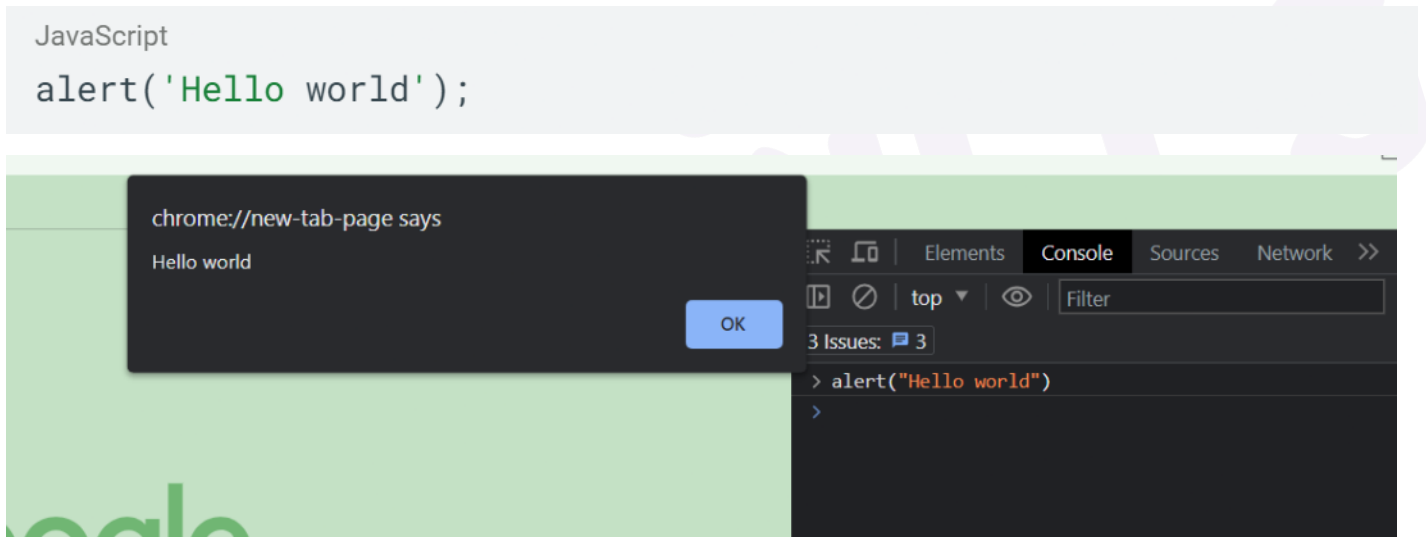 JavaScript
alert('Hello world');
chrome://new-tab-page says
Hello world
OK
Elements Console Sources Network >>
top Filter
3 Issues: 3
> alert("Hello world")
>